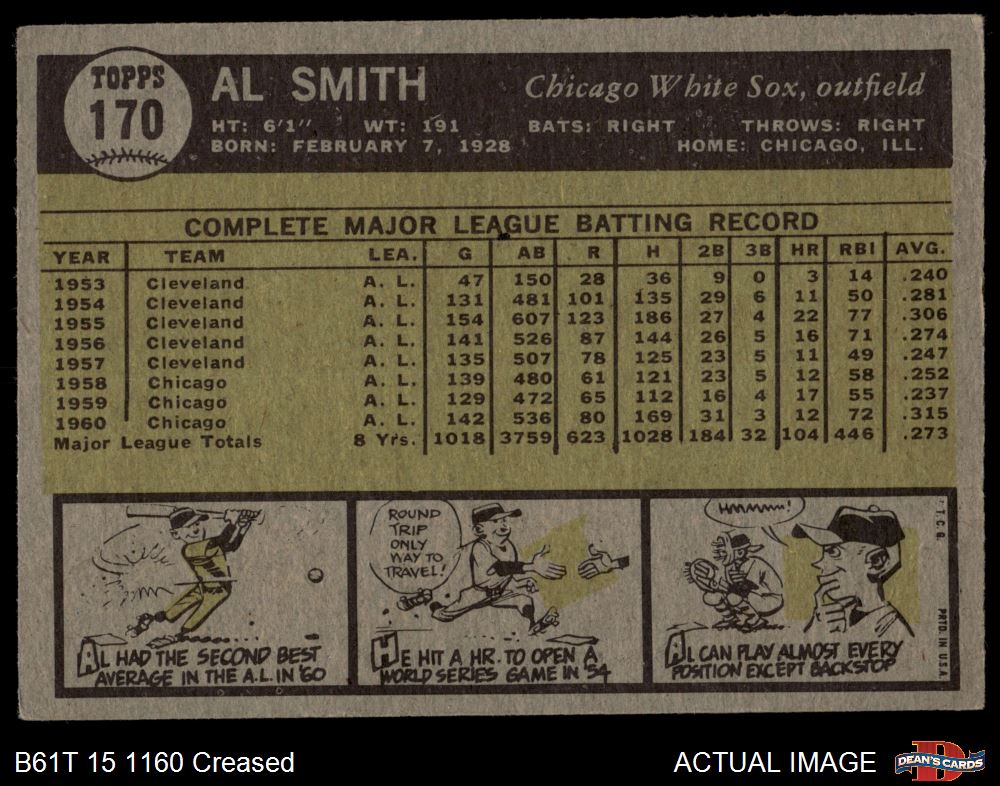 TOPPS
170
AL SMITH
Chicago White Sox, outfield
HT: 6'1" WT: 191 BATS: RIGHT THROWS: RIGHT
BORN: FEBRUARY 7, 1928 HOME: CHICAGO, ILL.
COMPLETE MAJOR LEAGUE BATTING RECORD
YEAR TEAM LEA. G AB R H 2B 3B HR RBI AVG.
1953 Cleveland A. L. 47 150 28 36 9 0 3 14 .240
1954 Cleveland A. L. 131 481 101 135 29 6 11 50 .281
1955 Cleveland A. L. 154 607 123 186 27 4 22 77 .306
1956 Cleveland A. L. 141 526 87 144 26 5 16 71 .274
1957 Cleveland A. L. 135 507 78 125 23 5 11 49 .247
1958 Chicago A. L. 139 480 61 121 23 5 12 58 .252
1959 Chicago A. L. 129 472 65 112 16 4 17 55 .237
1960 Chicago A. L. 142 536 80 169 31 3 12 72 .315
Major League Totals 8 Yrs. 1018 3759 623 1028 184 32 104 446 .273
AL HAD THE SECOND BEST
AVERAGE IN THE A.L. IN '60
ROUND
TRIP
ONLY
WAY TO
TRAVEL!
HE HIT A HR. TO OPEN A
WORLD SERIES GAME IN '54
HMMMM!
AL CAN PLAY ALMOST EVERY
POSITION EXCEPT BACKSTOP
T. C. G.
PRTD IN U.S.A.
B61T 15 1160 Creased
ACTUAL IMAGE
DEAN'S CARDS